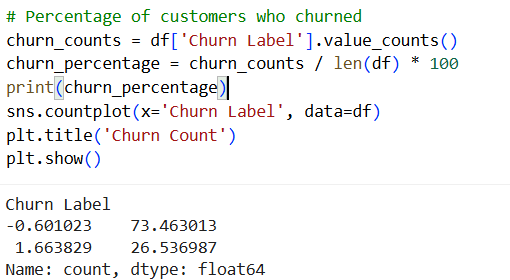 # Percentage of customers who churned
churn_counts = df['Churn Label'].value_counts()
churn_percentage = churn_counts / len(df) * 100
print(churn_percentage)
sns.countplot(x='Churn Label', data=df)
plt.title('Churn Count')
plt.show()
Churn Label
-0.601023    73.463013
 1.663829    26.536987
Name: count, dtype: float64